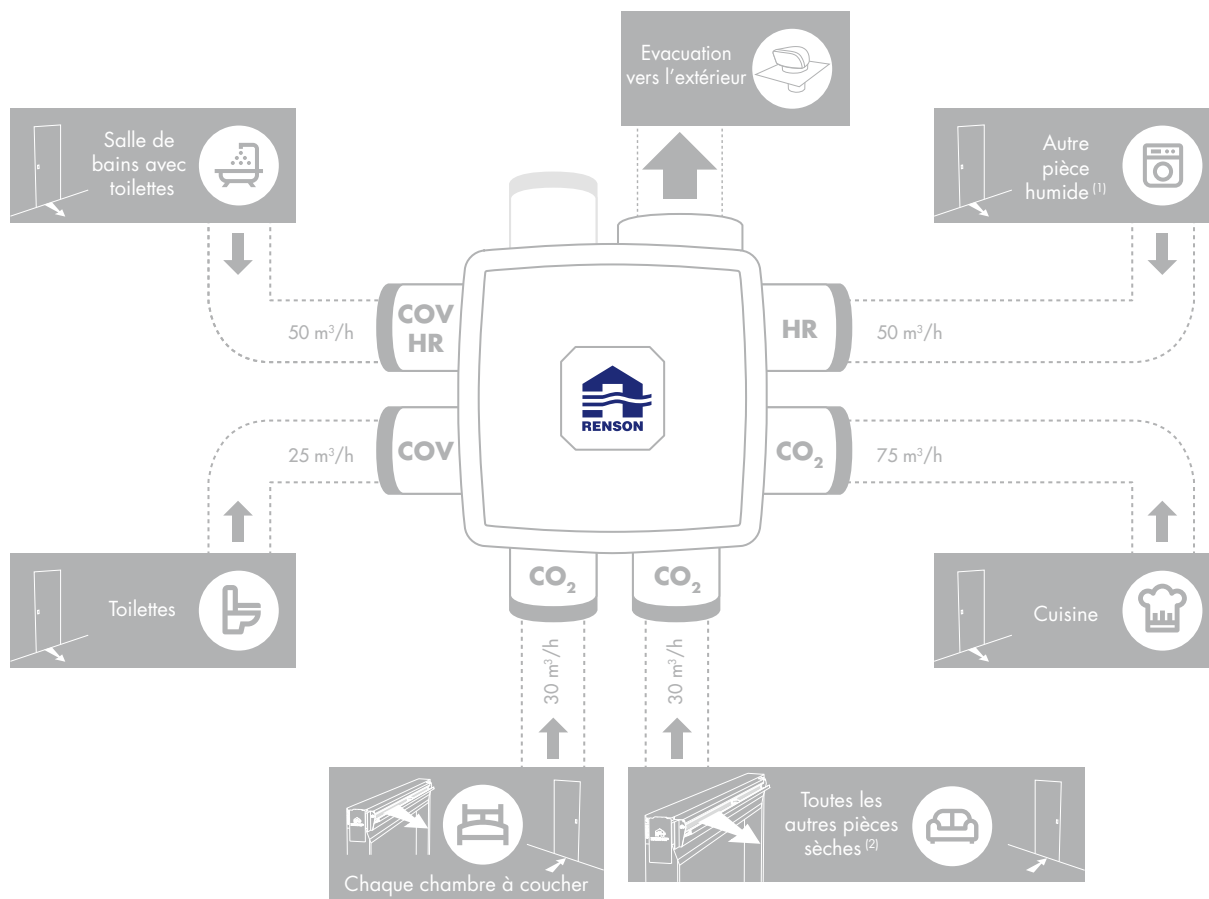 Evacuation
vers l'extérieur
Salle de
bains avec
toilettes
Autre
pièce
humide (1)
COV
HR
50 m³/h
HR
50 m³/h
RENSON
COV
25 m³/h
CO₂
75 m³/h
Toilettes
CO₂
CO₂
Cuisine
30 m³/h
30 m³/h
Chaque chambre à coucher
Toutes les
autres pièces
sèches (2)